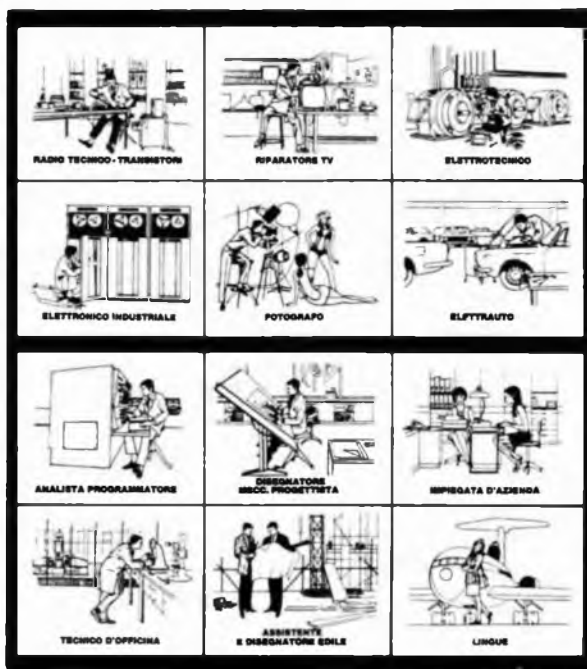 RADIO TECNICO - TRANSISTORI
RIPARATORE TV
ELETTROTECNICO
ELETTRONICO INDUSTRIALE
FOTOGRAFO
ELETTRAUTO
ANALISTA PROGRAMMATORE
DISEGNATORE
MECC. PROGETTISTA
IMPIEGATA D'AZIENDA
TECNICO D'OFFICINA
ASSISTENTE
E DISEGNATORE EDILE
LINGUE